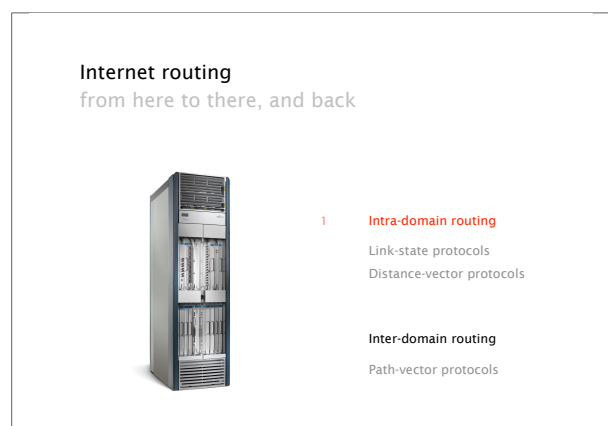 Internet routing
from here to there, and back
1 Intra-domain routing
Link-state protocols
Distance-vector protocols
Inter-domain routing
Path-vector protocols